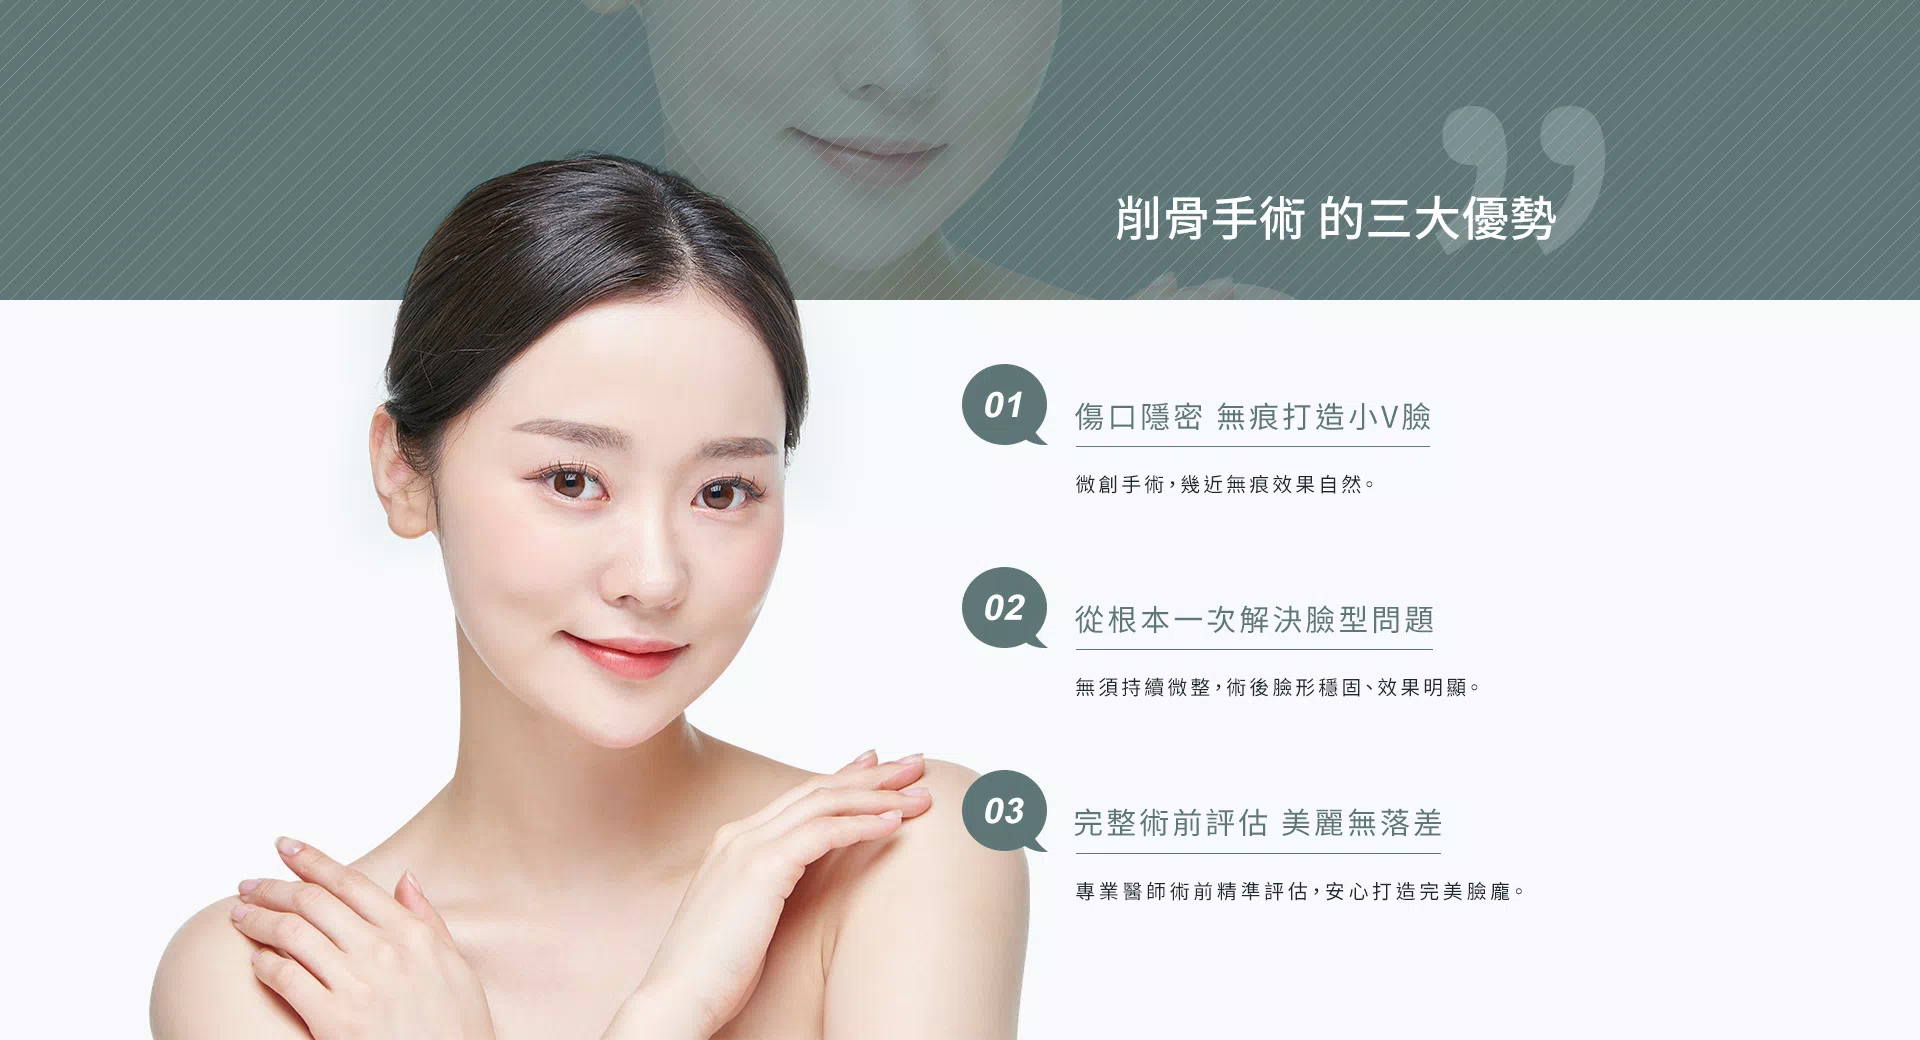 削骨手術 的三大優勢
01
傷口隱密 無痕打造小V臉
微創手術，幾近無痕效果自然。
02
從根本一次解決臉型問題
無須持續微整，術後臉形穩固、效果明顯。
03
完整術前評估 美麗無落差
專業醫師術前精準評估，安心打造完美臉龐。